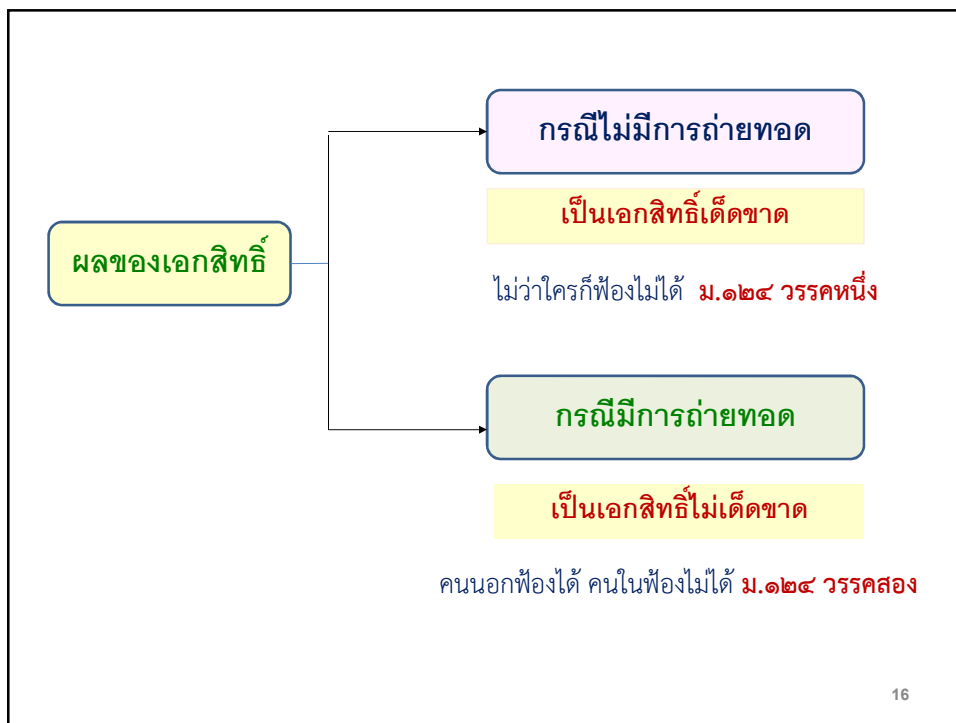 กรณีไม่มีการถ่ายทอด
เป็นเอกสิทธิ์เด็ดขาด
ผลของเอกสิทธิ์
ไม่ว่าใครก็ฟ้องไม่ได้ ม.๑๒๔ วรรคหนึ่ง
กรณีมีการถ่ายทอด
เป็นเอกสิทธิ์ไม่เด็ดขาด
คนนอกฟ้องได้ คนในฟ้องไม่ได้ ม.๑๒๔ วรรคสอง
16